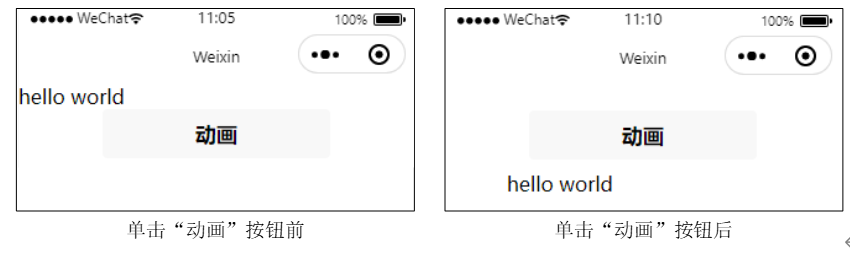 WeChat 11:05 100%
Weixin
hello world
动画
单击“动画”按钮前
WeChat 11:10 100%
Weixin
动画
hello world
单击“动画”按钮后